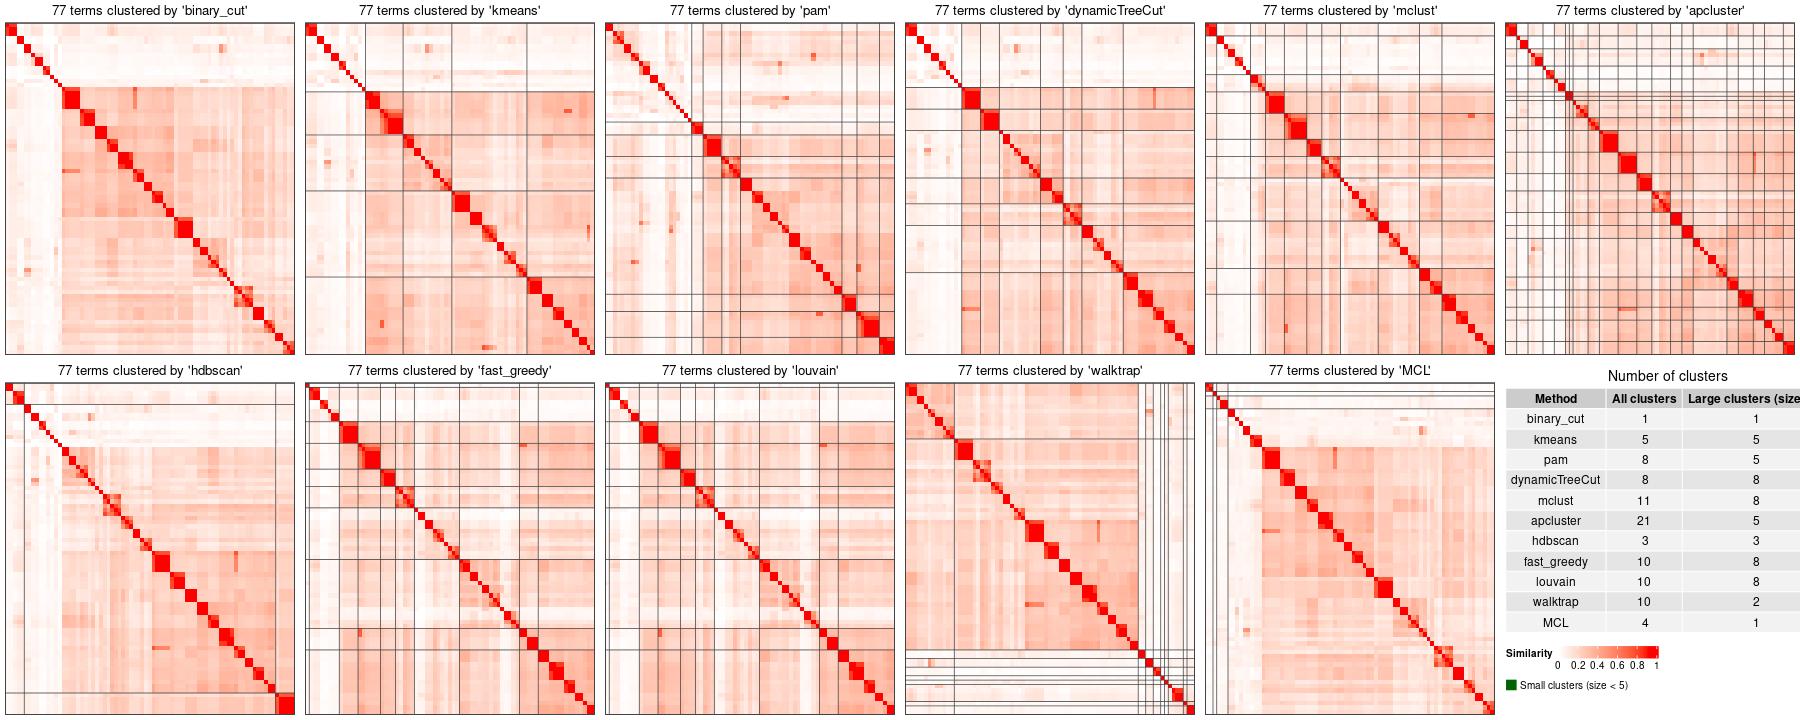 77 terms clustered by 'binary_cut'
77 terms clustered by 'kmeans'
77 terms clustered by 'pam'
77 terms clustered by 'dynamicTreeCut'
77 terms clustered by 'mclust'
77 terms clustered by 'apcluster'
77 terms clustered by 'hdbscan'
77 terms clustered by 'fast_greedy'
77 terms clustered by 'louvain'
77 terms clustered by 'walktrap'
77 terms clustered by 'MCL'
Number of clusters
Method All clusters Large clusters (size
binary_cut 1 1
kmeans 5 5
pam 8 5
dynamicTreeCut 8 8
mclust 11 8
apcluster 21 5
hdbscan 3 3
fast_greedy 10 8
louvain 10 8
walktrap 10 2
MCL 4 1
Similarity
0 0.2 0.4 0.6 0.8 1
Small clusters (size < 5)